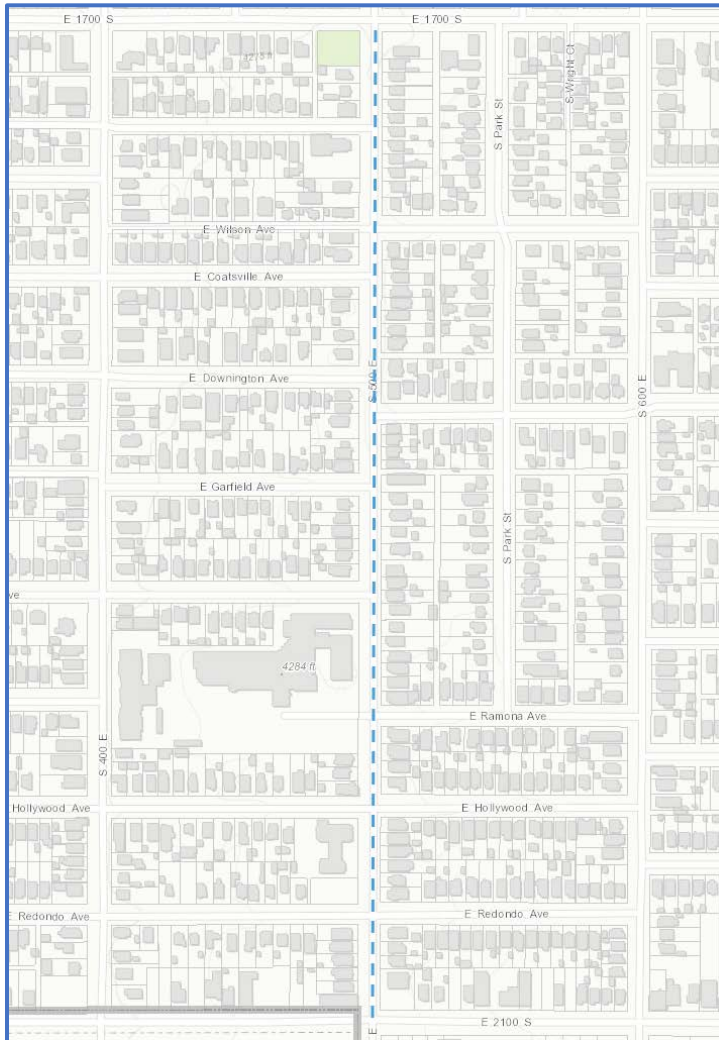 E 1700 S
E 1700 S
S Wright Ct
S Park St
E Wilson Ave
E Coatsville Ave
E Downington Ave
S 500 E
S 600 E
E Garfield Ave
S Park St
ve
4284 ft
E Ramona Ave
S 400 E
Hollywood Ave
E Hollywood Ave
E Redondo Ave
E Redondo Ave
E 2100 S
E